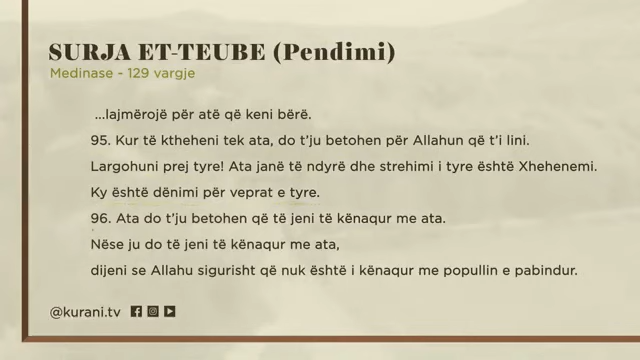 SURJA ET-TEUBE (Pendimi)
Medinase - 129 vargje
...lajmërojë për atë që keni bërë.
95. Kur të ktheheni tek ata, do t'ju betohen për Allahun që t'i lini.
Largohuni prej tyre! Ata janë të ndyrë dhe strehimi i tyre është Xhehenemi.
Ky është dënimi për veprat e tyre.
96. Ata do t'ju betohen që të jeni të kënaqur me ata.
Nëse ju do të jeni të kënaqur me ata,
dijeni se Allahu sigurisht që nuk është i kënaqur me popullin e pabindur.
@kurani.tv